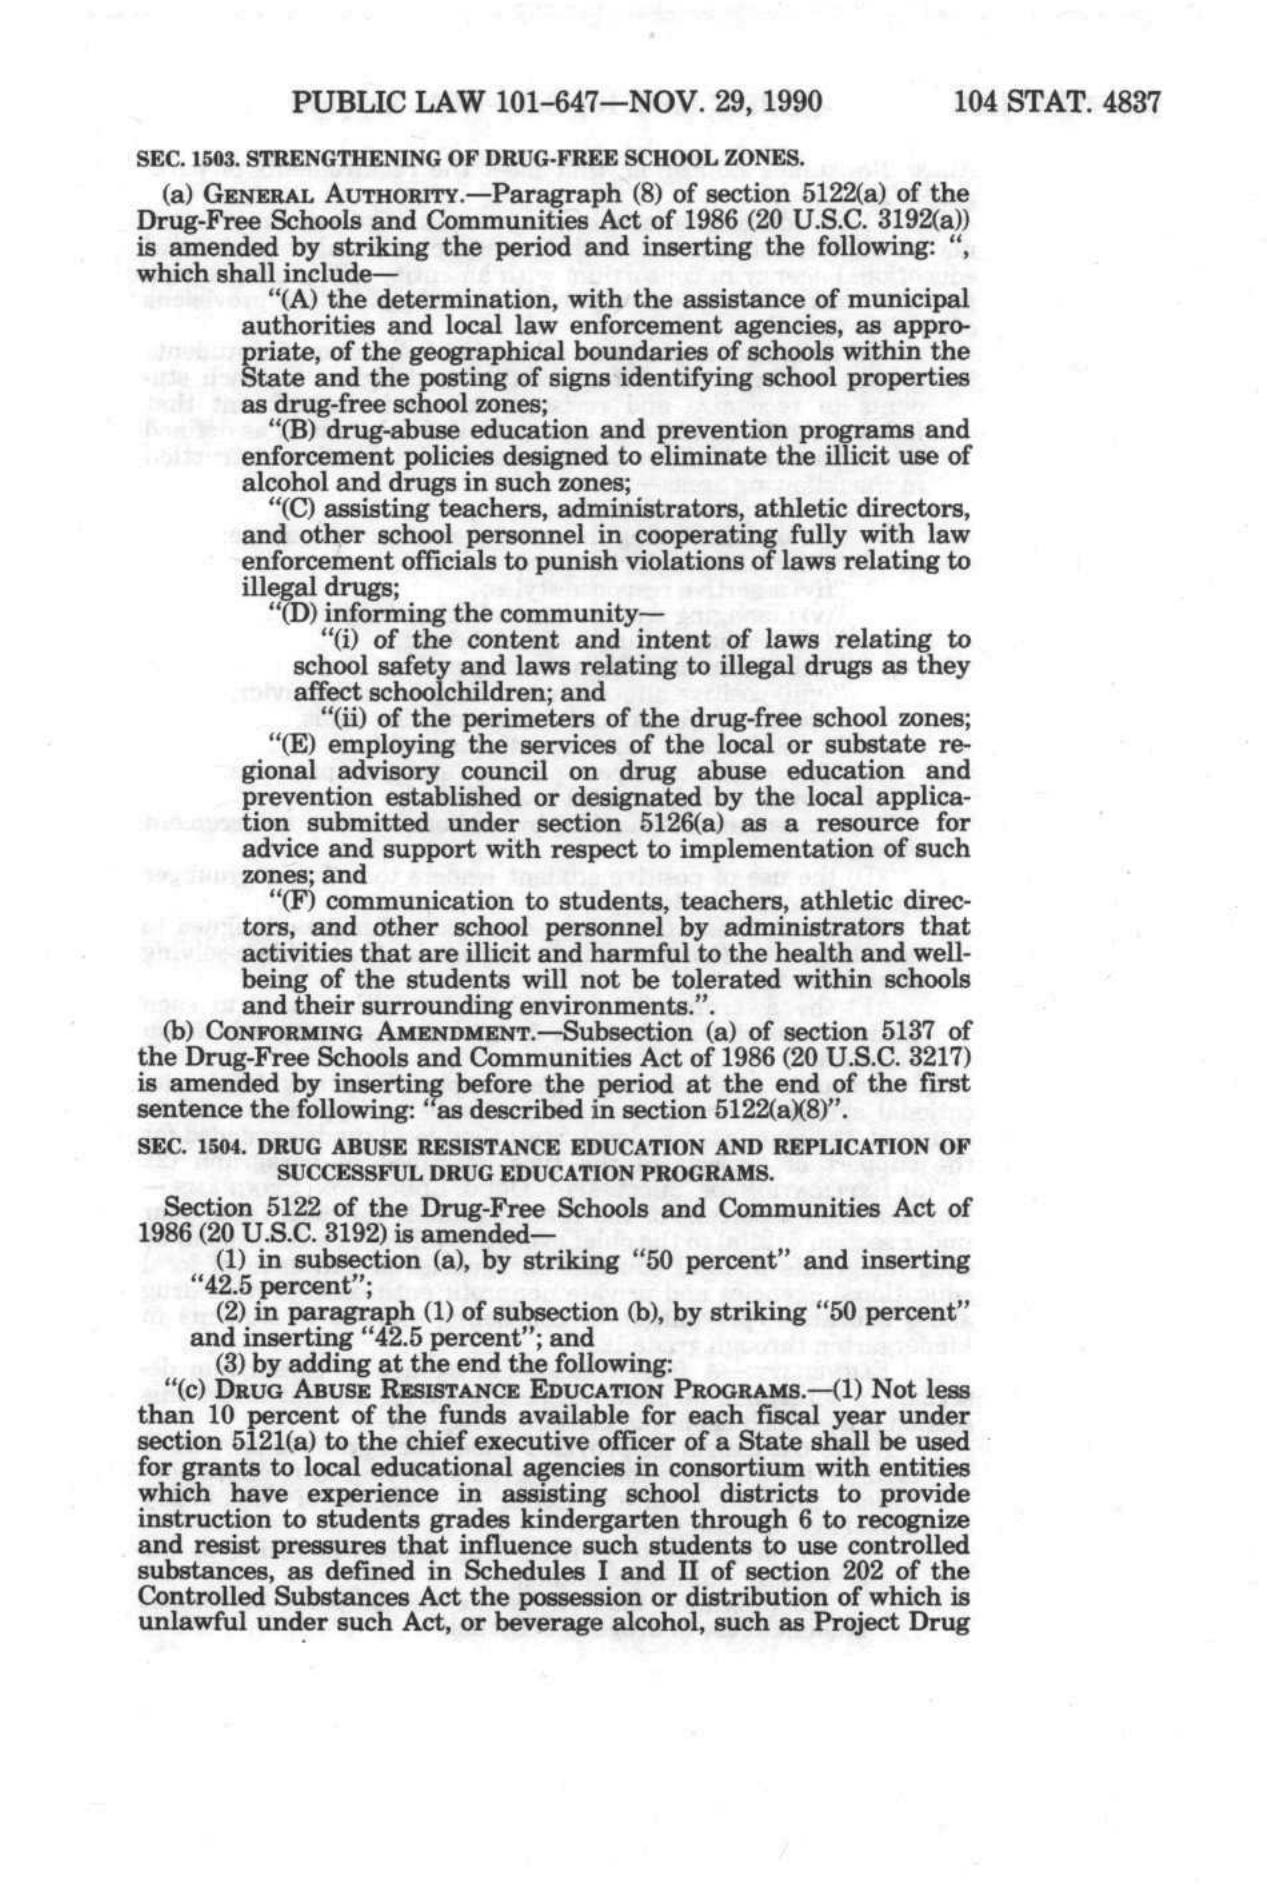 PUBLIC LAW 101-647—NOV. 29, 1990 104 STAT. 4837
SEC. 1503. STRENGTHENING OF DRUG-FREE SCHOOL ZONES.
(a) GENERAL AUTHORITY.—Paragraph (8) of section 5122(a) of the
Drug-Free Schools and Communities Act of 1986 (20 U.S.C. 3192(a))
is amended by striking the period and inserting the following: “,
which shall include—
“(A) the determination, with the assistance of municipal
authorities and local law enforcement agencies, as appro-
priate, of the geographical boundaries of schools within the
State and the posting of signs identifying school properties
as drug-free school zones;
“(B) drug-abuse education and prevention programs and
enforcement policies designed to eliminate the illicit use of
alcohol and drugs in such zones;
“(C) assisting teachers, administrators, athletic directors,
and other school personnel in cooperating fully with law
enforcement officials to punish violations of laws relating to
illegal drugs;
“(D) informing the community—
“(i) of the content and intent of laws relating to
school safety and laws relating to illegal drugs as they
affect schoolchildren; and
“(ii) of the perimeters of the drug-free school zones;
“(E) employing the services of the local or substate re-
gional advisory council on drug abuse education and
prevention established or designated by the local applica-
tion submitted under section 5126(a) as a resource for
advice and support with respect to implementation of such
zones; and
“(F) communication to students, teachers, athletic direc-
tors, and other school personnel by administrators that
activities that are illicit and harmful to the health and well-
being of the students will not be tolerated within schools
and their surrounding environments.”.
(b) CONFORMING AMENDMENT.—Subsection (a) of section 5137 of
the Drug-Free Schools and Communities Act of 1986 (20 U.S.C. 3217)
is amended by inserting before the period at the end of the first
sentence the following: “as described in section 5122(a)(8)”.
SEC. 1504. DRUG ABUSE RESISTANCE EDUCATION AND REPLICATION OF
SUCCESSFUL DRUG EDUCATION PROGRAMS.
Section 5122 of the Drug-Free Schools and Communities Act of
1986 (20 U.S.C. 3192) is amended—
(1) in subsection (a), by striking “50 percent” and inserting
“42.5 percent”;
(2) in paragraph (1) of subsection (b), by striking “50 percent”
and inserting “42.5 percent”; and
(3) by adding at the end the following:
“(c) DRUG ABUSE RESISTANCE EDUCATION PROGRAMS.—(1) Not less
than 10 percent of the funds available for each fiscal year under
section 5121(a) to the chief executive officer of a State shall be used
for grants to local educational agencies in consortium with entities
which have experience in assisting school districts to provide
instruction to students grades kindergarten through 6 to recognize
and resist pressures that influence such students to use controlled
substances, as defined in Schedules I and II of section 202 of the
Controlled Substances Act the possession or distribution of which is
unlawful under such Act, or beverage alcohol, such as Project Drug